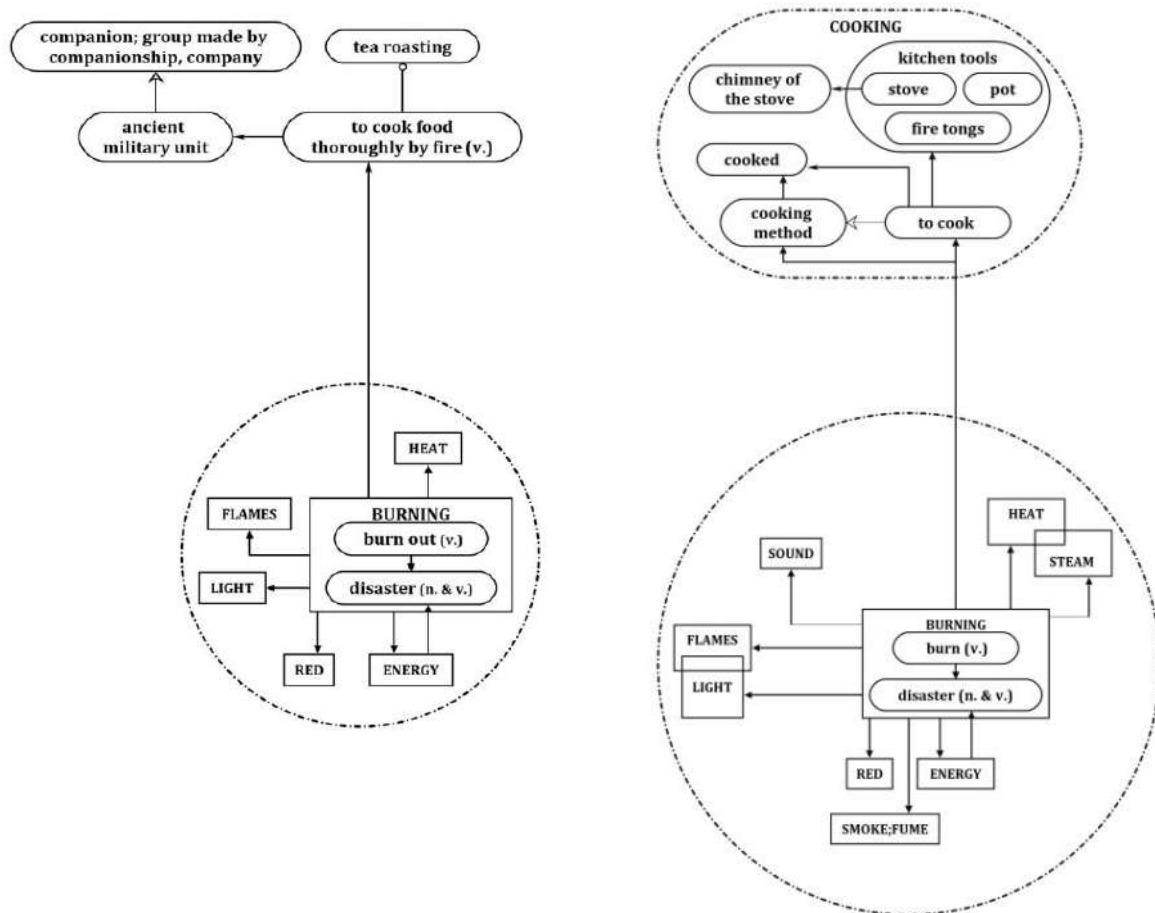 companion; group made by
companionship, company
tea roasting
ancient
military unit
to cook food
thoroughly by fire (v.)
HEAT
FLAMES
BURNING
burn out (v.)
LIGHT
disaster (n. & v.)
RED
ENERGY
COOKING
kitchen tools
chimney of
the stove
stove
pot
fire tongs
cooked
cooking
method
to cook
HEAT
SOUND
STEAM
BURNING
FLAMES
burn (v.)
LIGHT
disaster (n. & v.)
RED
ENERGY
SMOKE;FUME